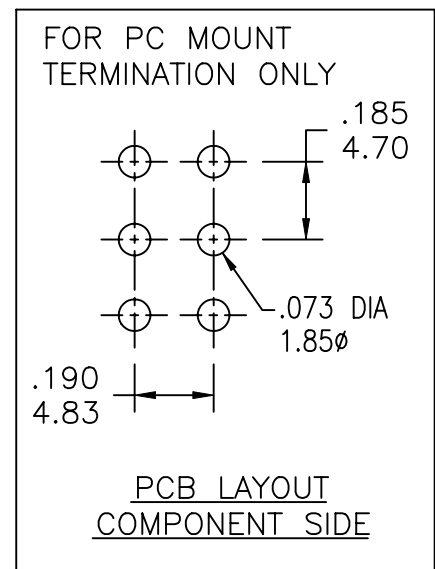 FOR PC MOUNT
TERMINATION ONLY
.185
4.70
.073 DIA
1.85ø
.190
4.83
PCB LAYOUT
COMPONENT SIDE